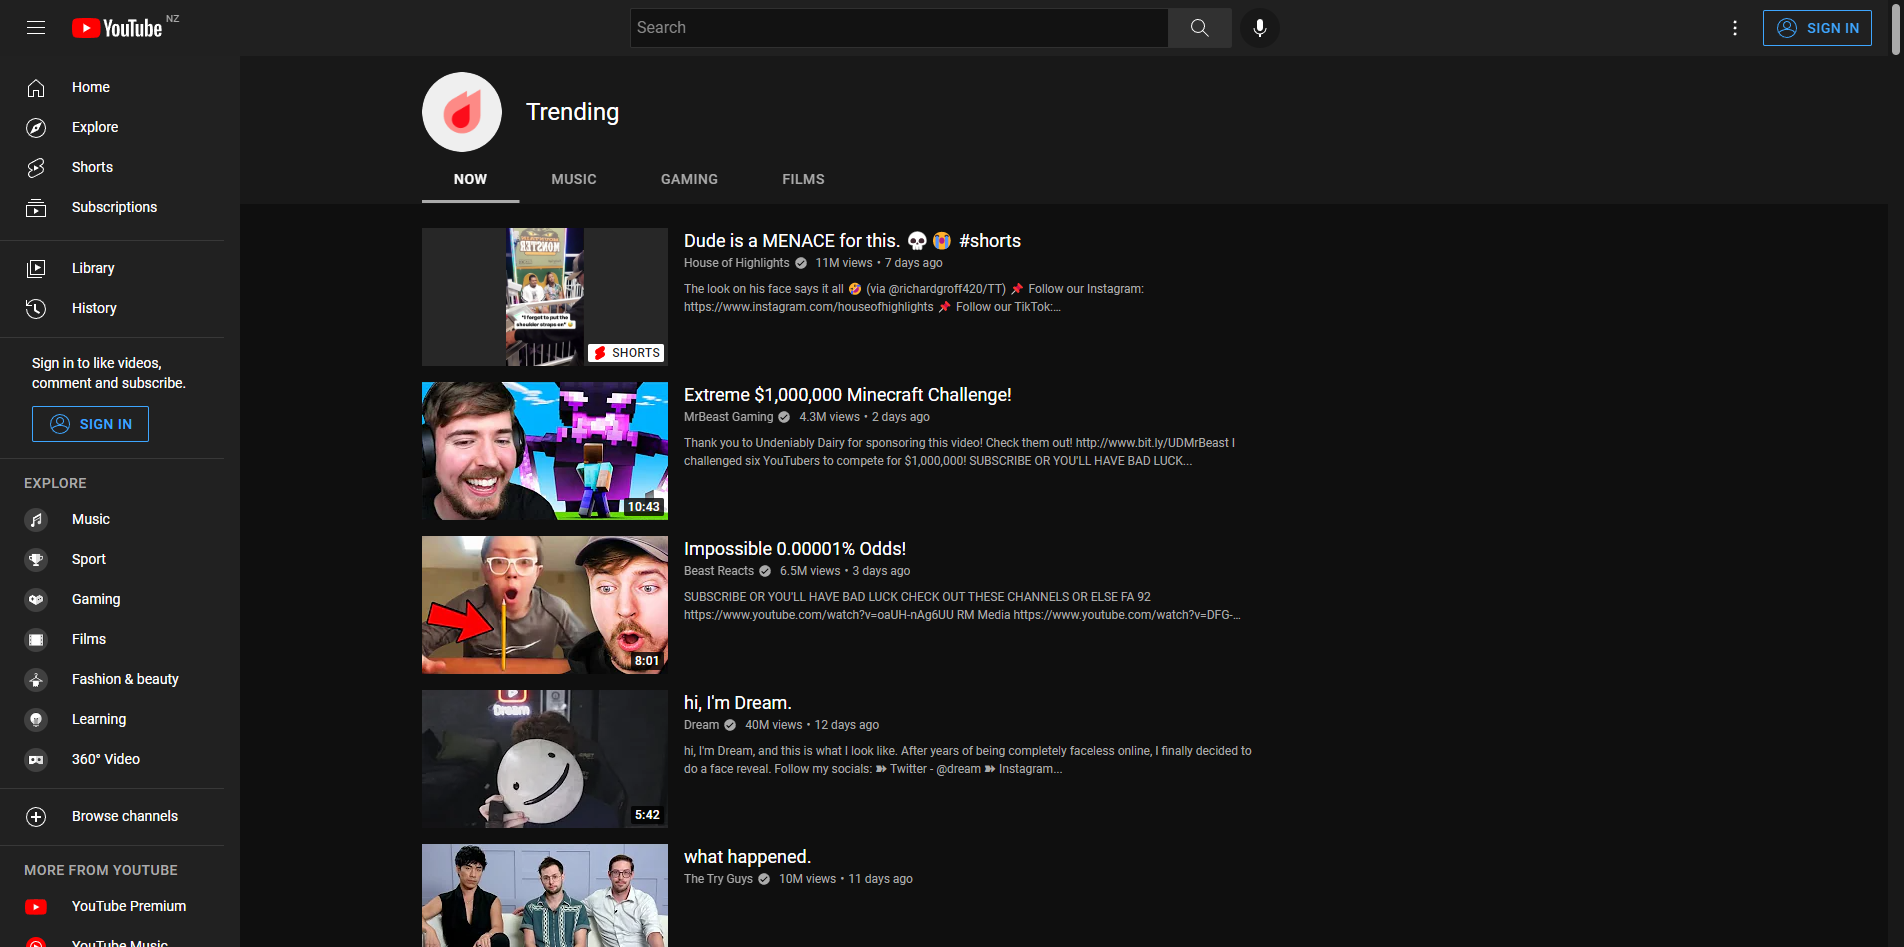 YouTube NZ
Search
SIGN IN
Home
Explore
Shorts
Subscriptions
Library
History
Sign in to like videos,
comment and subscribe.
SIGN IN
EXPLORE
Music
Sport
Gaming
Films
Fashion & beauty
Learning
360° Video
Browse channels
MORE FROM YOUTUBE
YouTube Premium
YouTube Music
Trending
NOW MUSIC GAMING FILMS
MONSTER
"I forgot to put the
shoulder straps on"
SHORTS
Dude is a MENACE for this. 💀😭 #shorts
House of Highlights 11M views • 7 days ago
The look on his face says it all 🤣 (via @richardgroff420/TT) 📌 Follow our Instagram:
https://www.instagram.com/houseofhighlights 📌 Follow our TikTok:...
10:43
Extreme $1,000,000 Minecraft Challenge!
MrBeast Gaming 4.3M views • 2 days ago
Thank you to Undeniably Dairy for sponsoring this video! Check them out! http://www.bit.ly/UDMrBeast I
challenged six YouTubers to compete for $1,000,000! SUBSCRIBE OR YOU'LL HAVE BAD LUCK...
8:01
Impossible 0.00001% Odds!
Beast Reacts 6.5M views • 3 days ago
SUBSCRIBE OR YOU'LL HAVE BAD LUCK CHECK OUT THESE CHANNELS OR ELSE FA 92
https://www.youtube.com/watch?v=oaUH-nAg6UU RM Media https://www.youtube.com/watch?v=DFG-...
Dream
5:42
hi, I'm Dream.
Dream 40M views • 12 days ago
hi, I'm Dream, and this is what I look like. After years of being completely faceless online, I finally decided to
do a face reveal. Follow my socials: ➽ Twitter - @dream ➽ Instagram...
what happened.
The Try Guys 10M views • 11 days ago